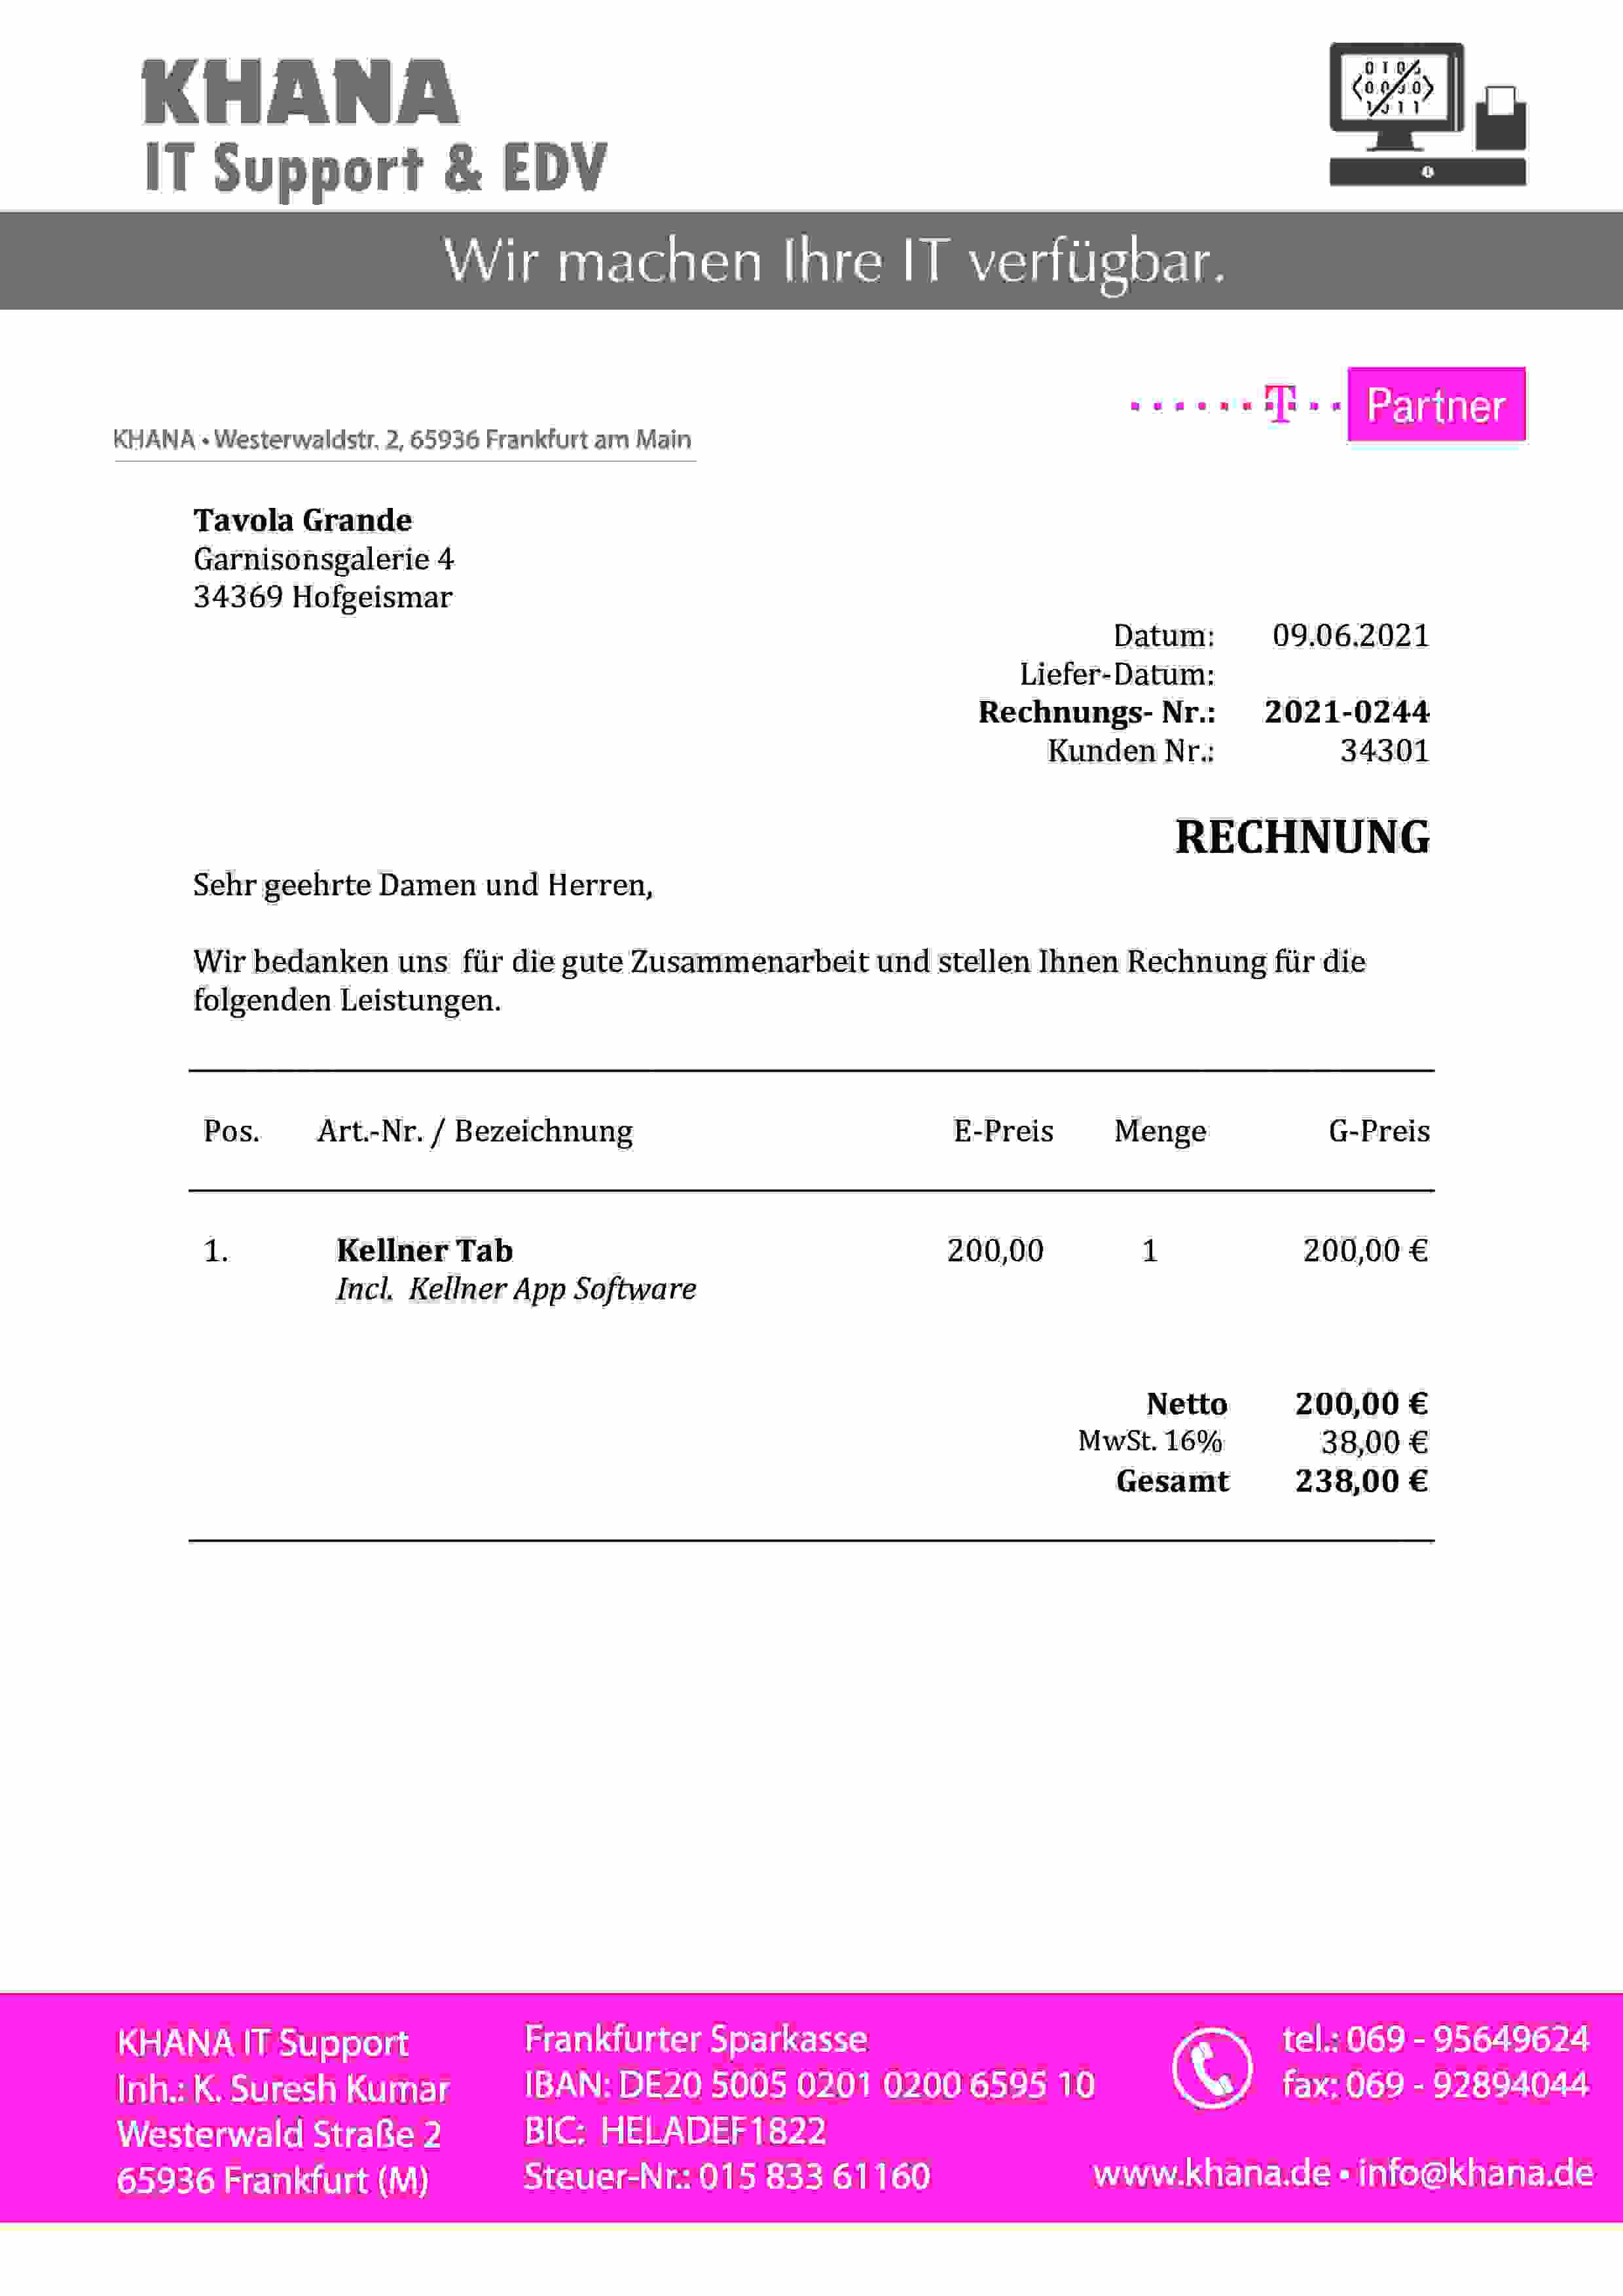 KHANA
IT Support & EDV
Wir machen Ihre IT verfügbar.
T Partner
KHANA • Westerwaldstr. 2, 65936 Frankfurt am Main
Tavola Grande
Garnisonsgalerie 4
34369 Hofgeismar
Datum: 09.06.2021
Liefer-Datum:
Rechnungs- Nr.: 2021-0244
Kunden Nr.: 34301
RECHNUNG
Sehr geehrte Damen und Herren,
Wir bedanken uns für die gute Zusammenarbeit und stellen Ihnen Rechnung für die
folgenden Leistungen.
Pos. Art.-Nr. / Bezeichnung E-Preis Menge G-Preis
1. Kellner Tab 200,00 1 200,00 €
Incl. Kellner App Software
Netto 200,00 €
MwSt. 16% 38,00 €
Gesamt 238,00 €
KHANA IT Support
Inh.: K. Suresh Kumar
Westerwald Straße 2
65936 Frankfurt (M)
Frankfurter Sparkasse
IBAN: DE20 5005 0201 0200 6595 10
BIC: HELADEF1822
Steuer-Nr.: 015 833 61160
tel.: 069 - 95649624
fax: 069 - 92894044
www.khana.de • info@khana.de